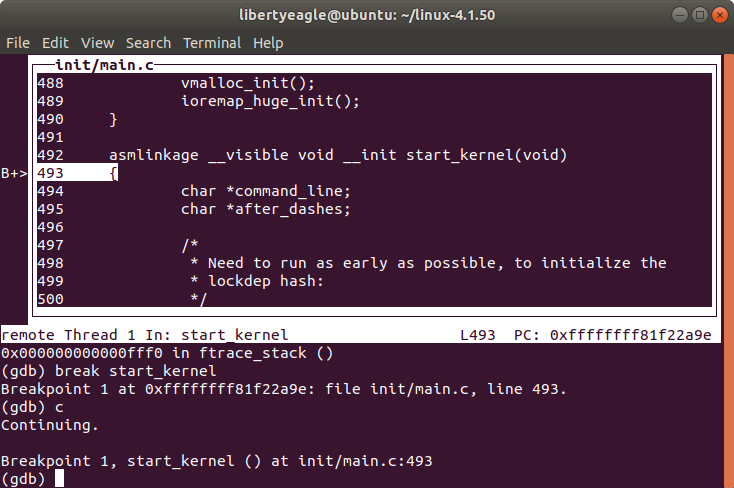 libertyeagle@ubuntu: ~/linux-4.1.50
File Edit View Search Terminal Help
init/main.c
488 vmalloc_init();
489 ioremap_huge_init();
490 }
491
492 asmlinkage __visible void __init start_kernel(void)
B+> 493 {
494 char *command_line;
495 char *after_dashes;
496
497 /*
498 * Need to run as early as possible, to initialize the
499 * lockdep hash:
500 */
remote Thread 1 In: start_kernel L493 PC: 0xffffffff81f22a9e
0x000000000000fff0 in ftrace_stack ()
(gdb) break start_kernel
Breakpoint 1 at 0xffffffff81f22a9e: file init/main.c, line 493.
(gdb) c
Continuing.
Breakpoint 1, start_kernel () at init/main.c:493
(gdb)